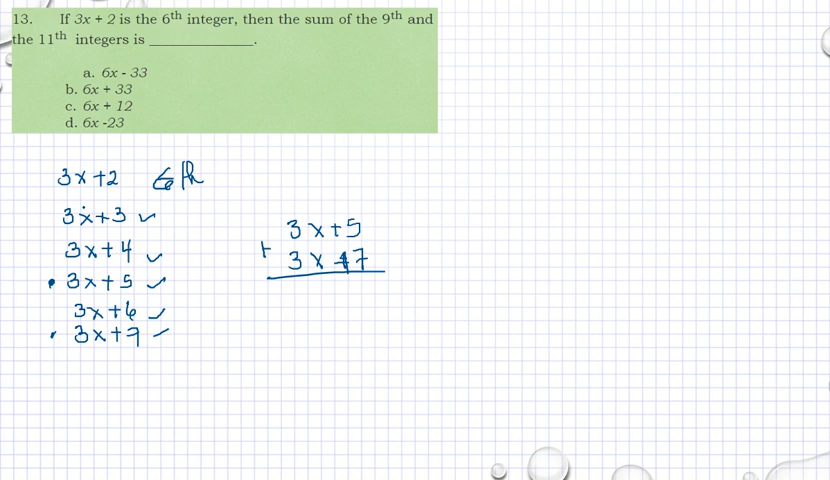 13. If 3x + 2 is the 6th integer, then the sum of the 9th and
the 11th integers is ______________.
a. 6x - 33
b. 6x + 33
c. 6x + 12
d. 6x -23
3x+2 6th
3x+3 ✓
3x+4 ✓
• 3x+5 ✓
3x+6 ✓
• 3x+7 ✓
3x+5
+ 3x+7